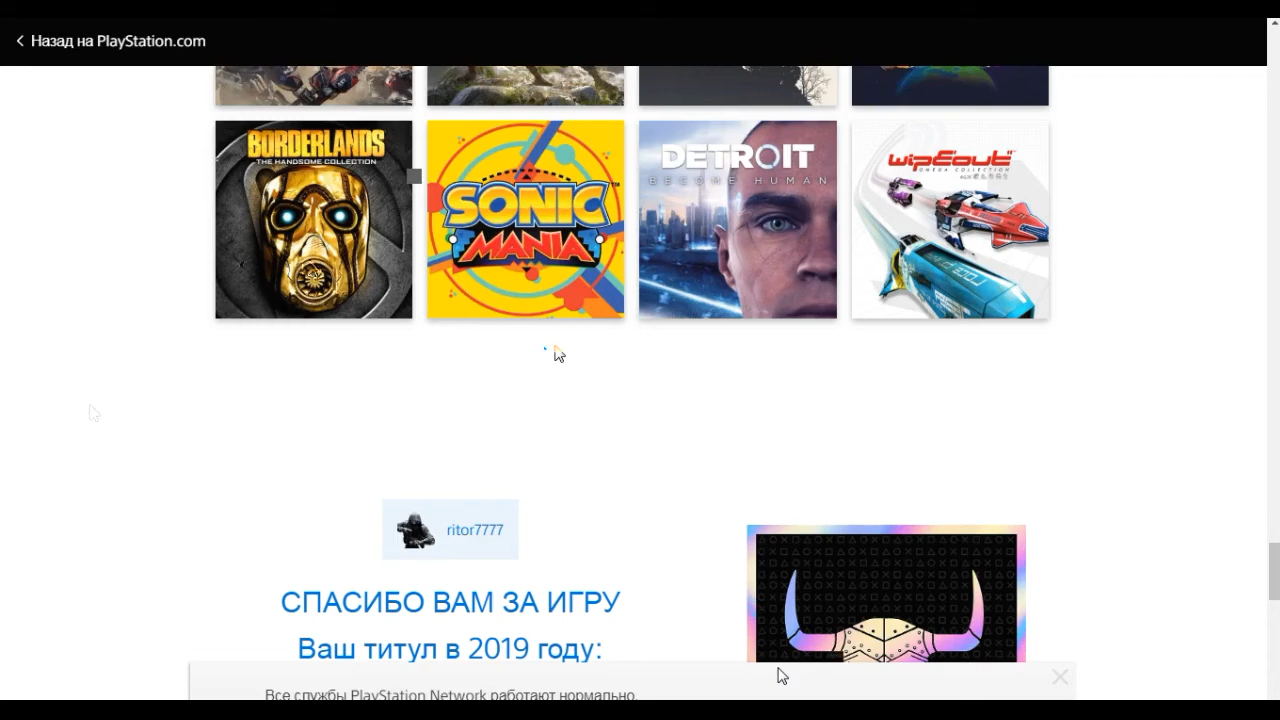 Назад на PlayStation.com
BORDERLANDS
THE HANDSOME COLLECTION
SONIC
MANIA
DETROIT
BECOME HUMAN
wipEout
OMEGA COLLECTION
ritor7777
СПАСИБО ВАМ ЗА ИГРУ
Ваш титул в 2019 году:
Все службы PlayStation Network работают нормально.